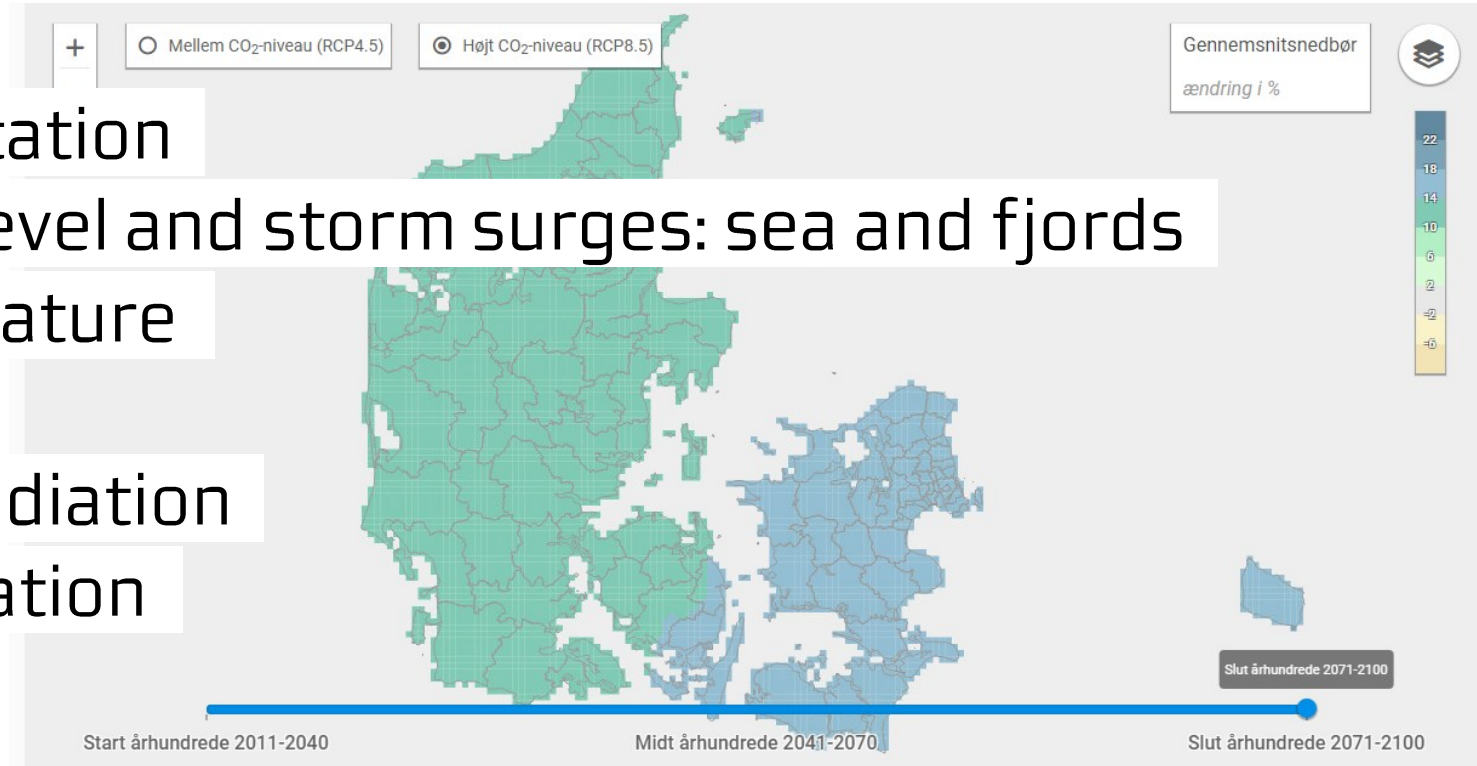 +
Mellem CO₂-niveau (RCP4.5)
Højt CO₂-niveau (RCP8.5)
Gennemsnitsnedbør
ændring i %
tation
evel and storm surges: sea and fjords
ature
diation
ation
22
18
14
10
6
2
-2
-6
Slut århundrede 2071-2100
Start århundrede 2011-2040
Midt århundrede 2041-2070
Slut århundrede 2071-2100